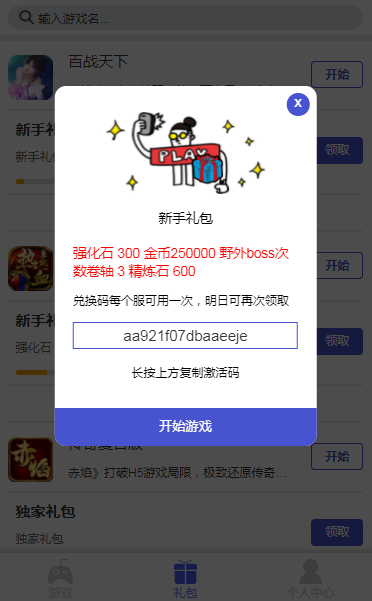 输入游戏名...
百战天下
开始
X
PLAY
新手礼
领取
新手礼
新手礼包
强化石 300 金币250000 野外boss次
数卷轴 3 精炼石 600
兑换码每个服可用一次，明日可再次领取
aa921f07dbaaeeje
长按上方复制激活码
开始游戏
开始
新手礼
领取
强化石
开始
赤焰
赤焰》打破H5游戏局限，极致还原传奇…
独家礼包
领取
独家礼包
游戏
礼包
个人中心